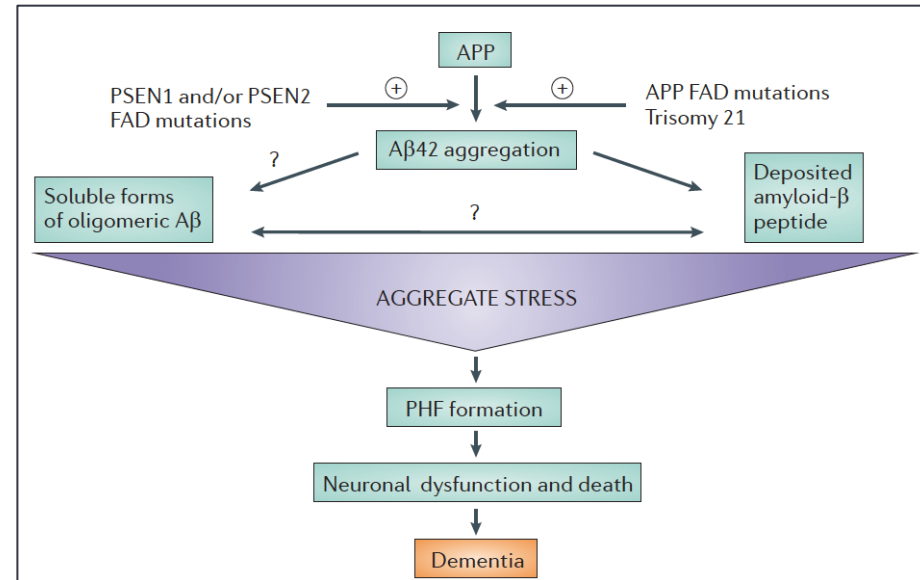 APP
+
+
PSEN1 and/or PSEN2
FAD mutations
APP FAD mutations
Trisomy 21
Aβ42 aggregation
?
Soluble forms
of oligomeric Aβ
?
Deposited
amyloid-β
peptide
AGGREGATE STRESS
PHF formation
Neuronal dysfunction and death
Dementia